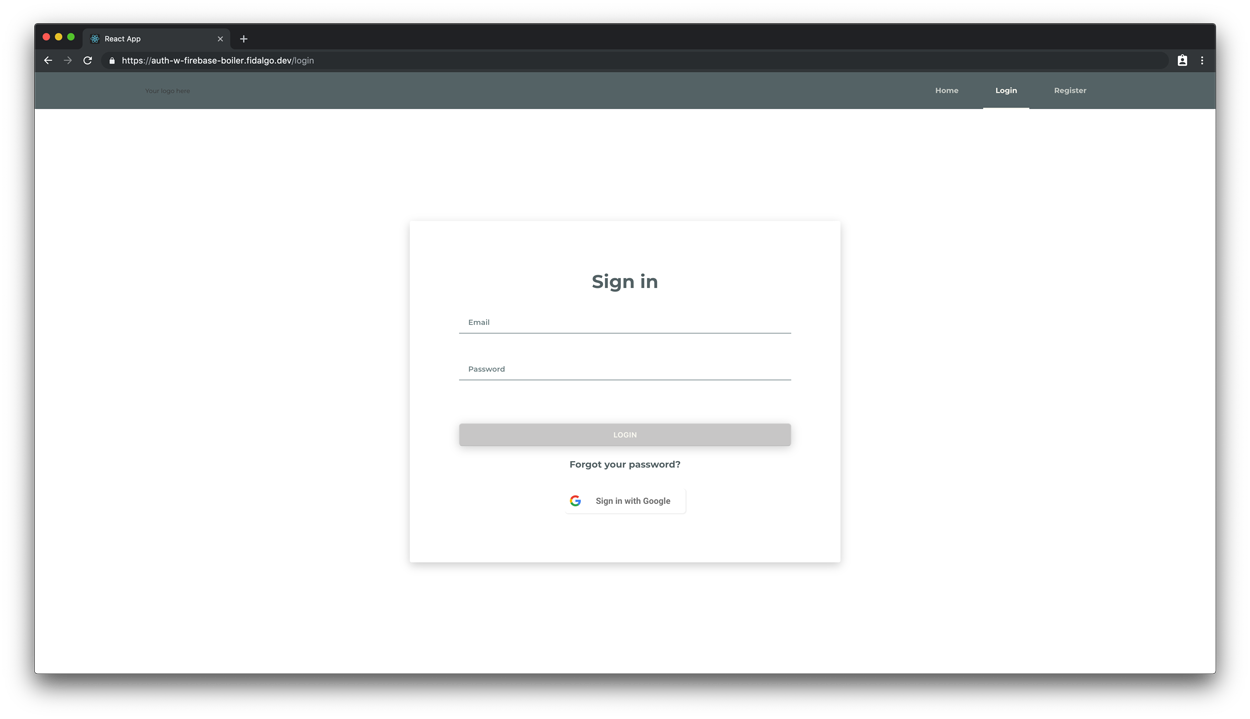 React App
https://auth-w-firebase-boiler.fidalgo.dev/login
Your logo here
Home Login Register
Sign in
Email
Password
LOGIN
Forgot your password?
Sign in with Google